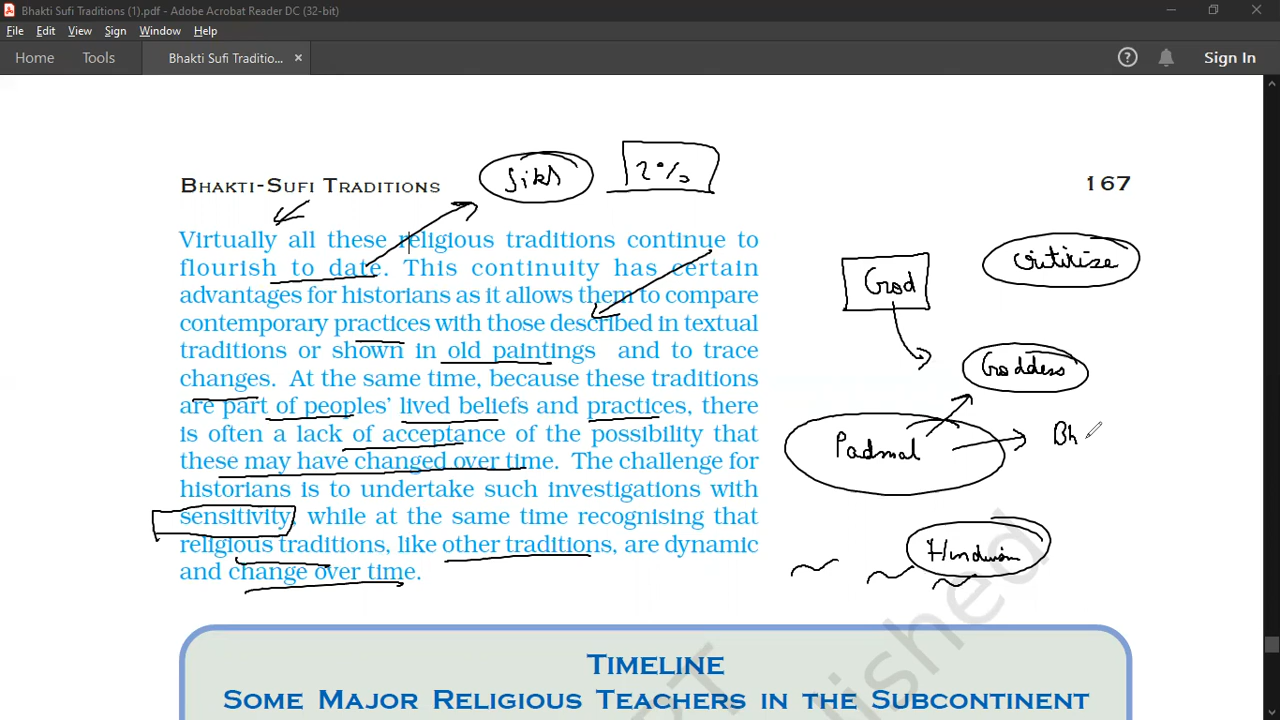 Bhakti Sufi Traditions (1).pdf - Adobe Acrobat Reader DC (32-bit)
File Edit View Sign Window Help
Home Tools Bhakti Sufi Traditio... × Sign In
Sikh 2%
BHAKTI-SUFI TRADITIONS 167
Virtually all these religious traditions continue to
flourish to date. This continuity has certain
advantages for historians as it allows them to compare
contemporary practices with those described in textual
traditions or shown in old paintings and to trace
changes. At the same time, because these traditions
are part of peoples' lived beliefs and practices, there
is often a lack of acceptance of the possibility that
these may have changed over time. The challenge for
historians is to undertake such investigations with
sensitivity, while at the same time recognising that
religious traditions, like other traditions, are dynamic
and change over time.
God
Goddess
Bh
Hinduism
TIMELINE
SOME MAJOR RELIGIOUS TEACHERS IN THE SUBCONTINENT